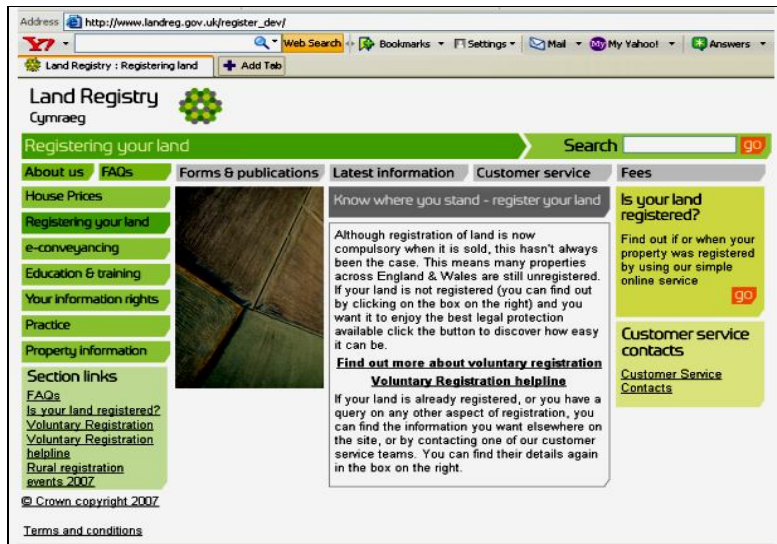 Address http://www.landreg.gov.uk/register_dev/
Y7 Web Search Bookmarks Settings Mail My My Yahoo! Answers
Land Registry : Registering land Add Tab
Land Registry
Cymraeg
Registering your land
Search go
About us FAQs Forms & publications Latest information Customer service Fees
House Prices
Registering your land
e-conveyancing
Education & training
Your information rights
Practice
Property information
Section links
FAQs
Is your land registered?
Voluntary Registration
Voluntary Registration
helpline
Rural registration
events 2007
© Crown copyright 2007
Terms and conditions
Know where you stand - register your land
Although registration of land is now
compulsory when it is sold, this hasn't always
been the case. This means many properties
across England & Wales are still unregistered.
If your land is not registered (you can find out
by clicking on the box on the right) and you
want it to enjoy the best legal protection
available click the button to discover how easy
it can be.
Find out more about voluntary registration
Voluntary Registration helpline
If your land is already registered, or you have a
query on any other aspect of registration, you
can find the information you want elsewhere on
the site, or by contacting one of our customer
service teams. You can find their details again
in the box on the right.
Is your land
registered?
Find out if or when your
property was registered
by using our simple
online service
go
Customer service
contacts
Customer Service
Contacts